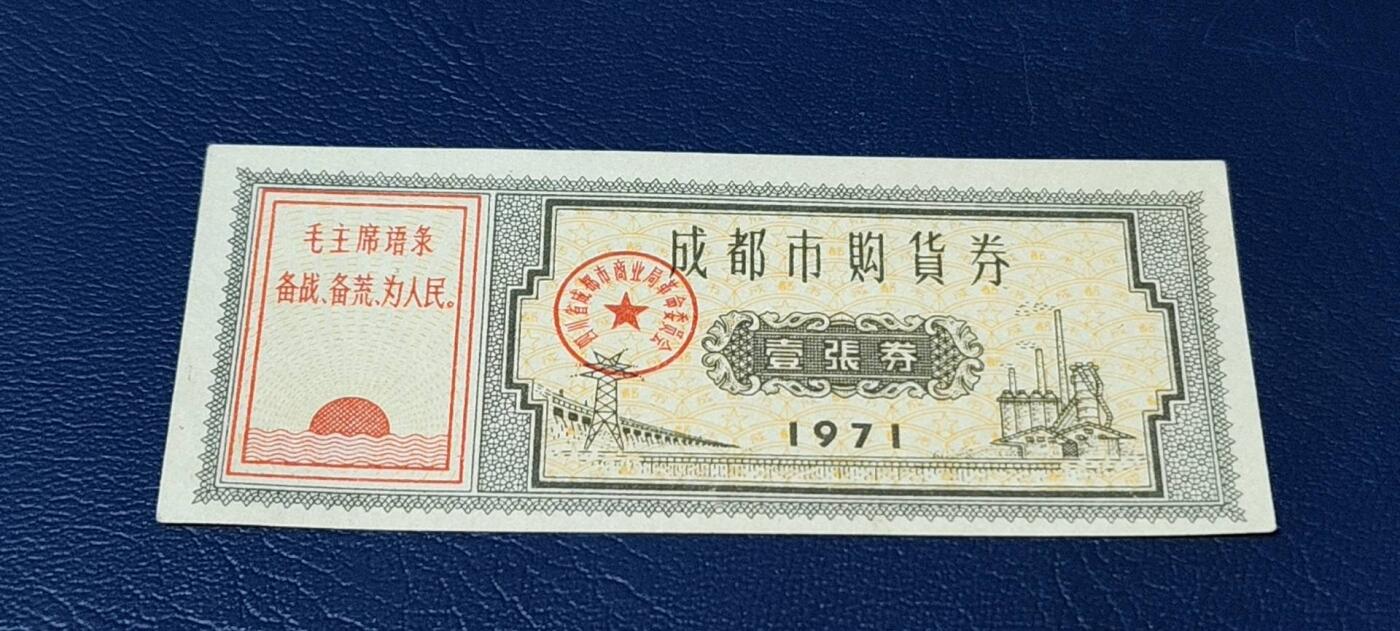 毛主席语录
备战、备荒、为人民。
成都市购货券
四川省成都市商业局革命委员会
壹張券
1971